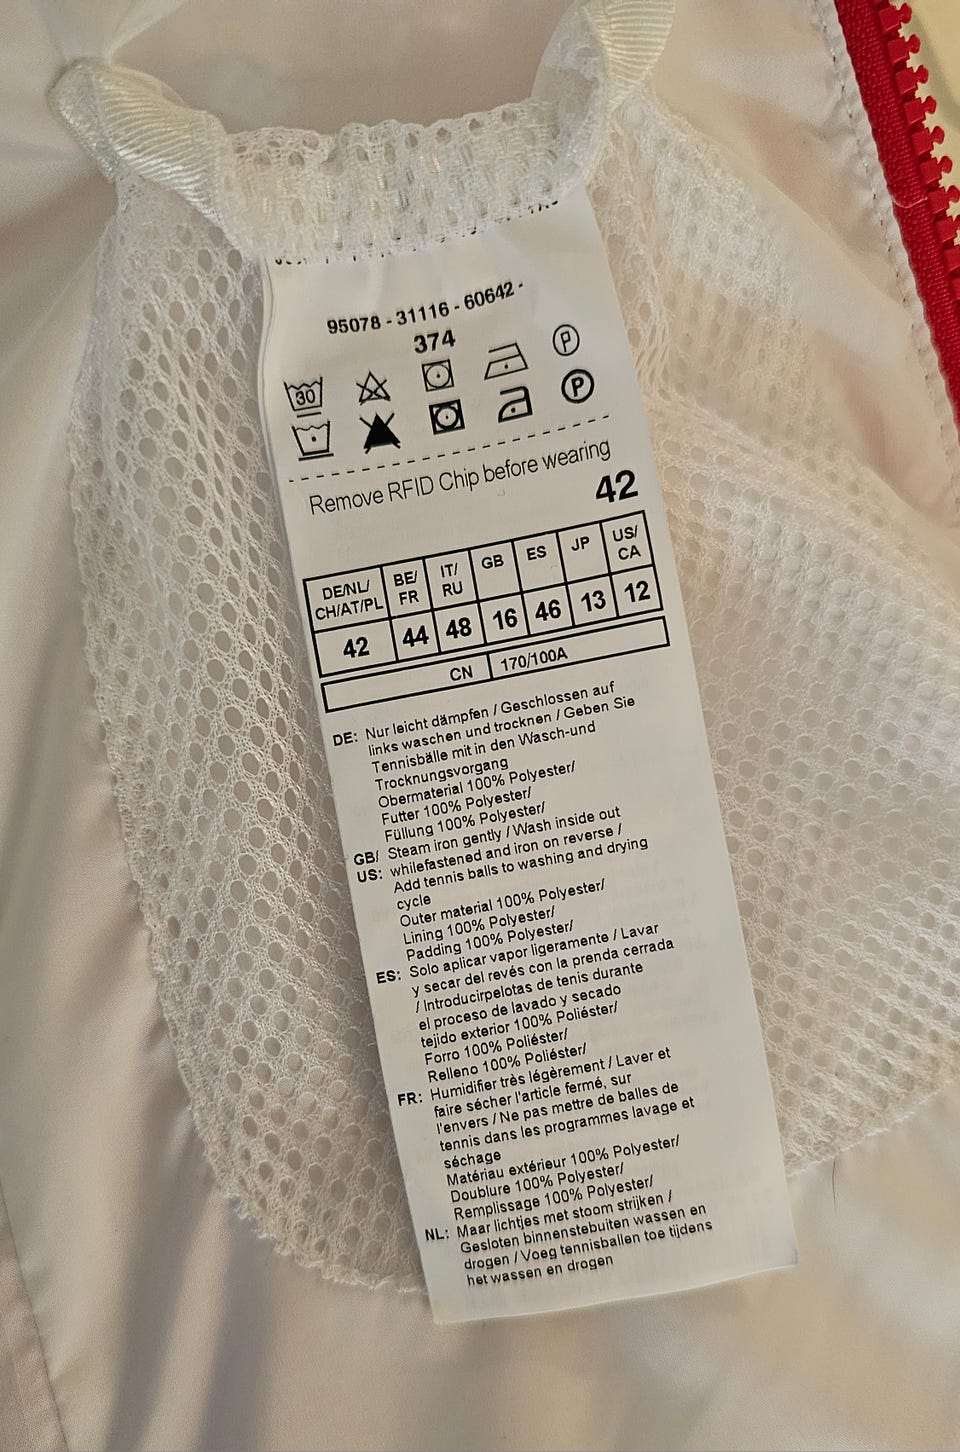 95078 - 31116 - 60642 -
374
30
P
P
Remove RFID Chip before wearing
42
DE/NL/ CH/AT/PL BE/ FR IT/ RU GB ES JP US/ CA
42 44 48 16 46 13 12
CN 170/100A
DE: Nur leicht dämpfen / Geschlossen auf
links waschen und trocknen / Geben Sie
Tennisbälle mit in den Wasch-und
Trocknungsvorgang
Obermaterial 100% Polyester/
Futter 100% Polyester/
Füllung 100% Polyester/
GB/ US: Steam iron gently / Wash inside out
whilefastened and iron on reverse /
Add tennis balls to washing and drying
cycle
Outer material 100% Polyester/
Lining 100% Polyester/
Padding 100% Polyester/
ES: Solo aplicar vapor ligeramente / Lavar
y secar del revés con la prenda cerrada
/ Introducirpelotas de tenis durante
el proceso de lavado y secado
tejido exterior 100% Poliéster/
Forro 100% Poliéster/
Relleno 100% Poliéster/
FR: Humidifier très légèrement / Laver et
faire sécher l'article fermé, sur
l'envers / Ne pas mettre de balles de
tennis dans les programmes lavage et
séchage
Matériau extérieur 100% Polyester/
Doublure 100% Polyester/
Remplissage 100% Polyester/
NL: Maar lichtjes met stoom strijken /
Gesloten binnenstebuiten wassen en
drogen / Voeg tennisballen toe tijdens
het wassen en drogen